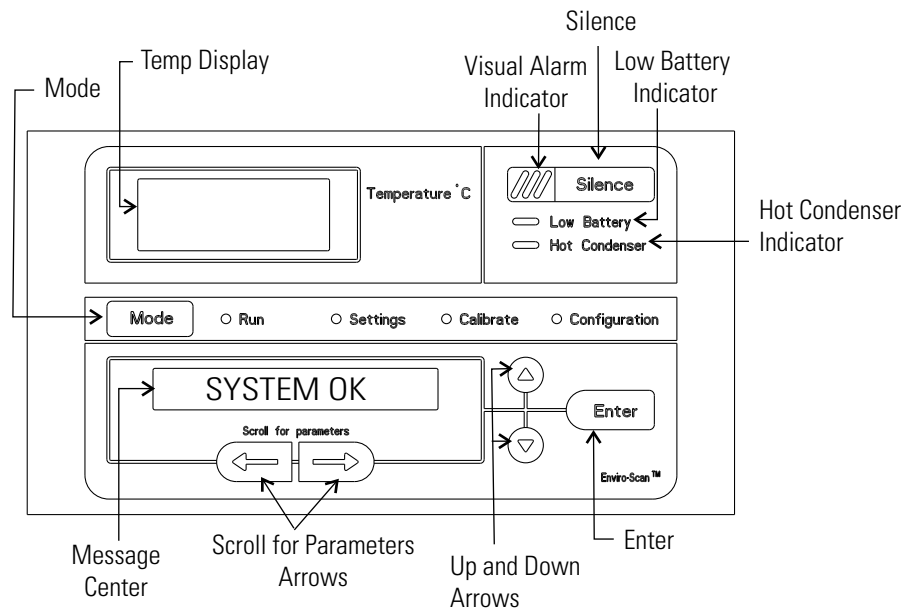 Silence
Temp Display
Visual Alarm
Indicator
Low Battery
Indicator
Mode
Temperature °C
Silence
Low Battery
Hot Condenser
Hot Condenser
Indicator
Mode
Run
Settings
Calibrate
Configuration
SYSTEM OK
Scroll for parameters
Enter
Enviro-Scan™
Message
Center
Scroll for Parameters
Arrows
Up and Down
Arrows
Enter